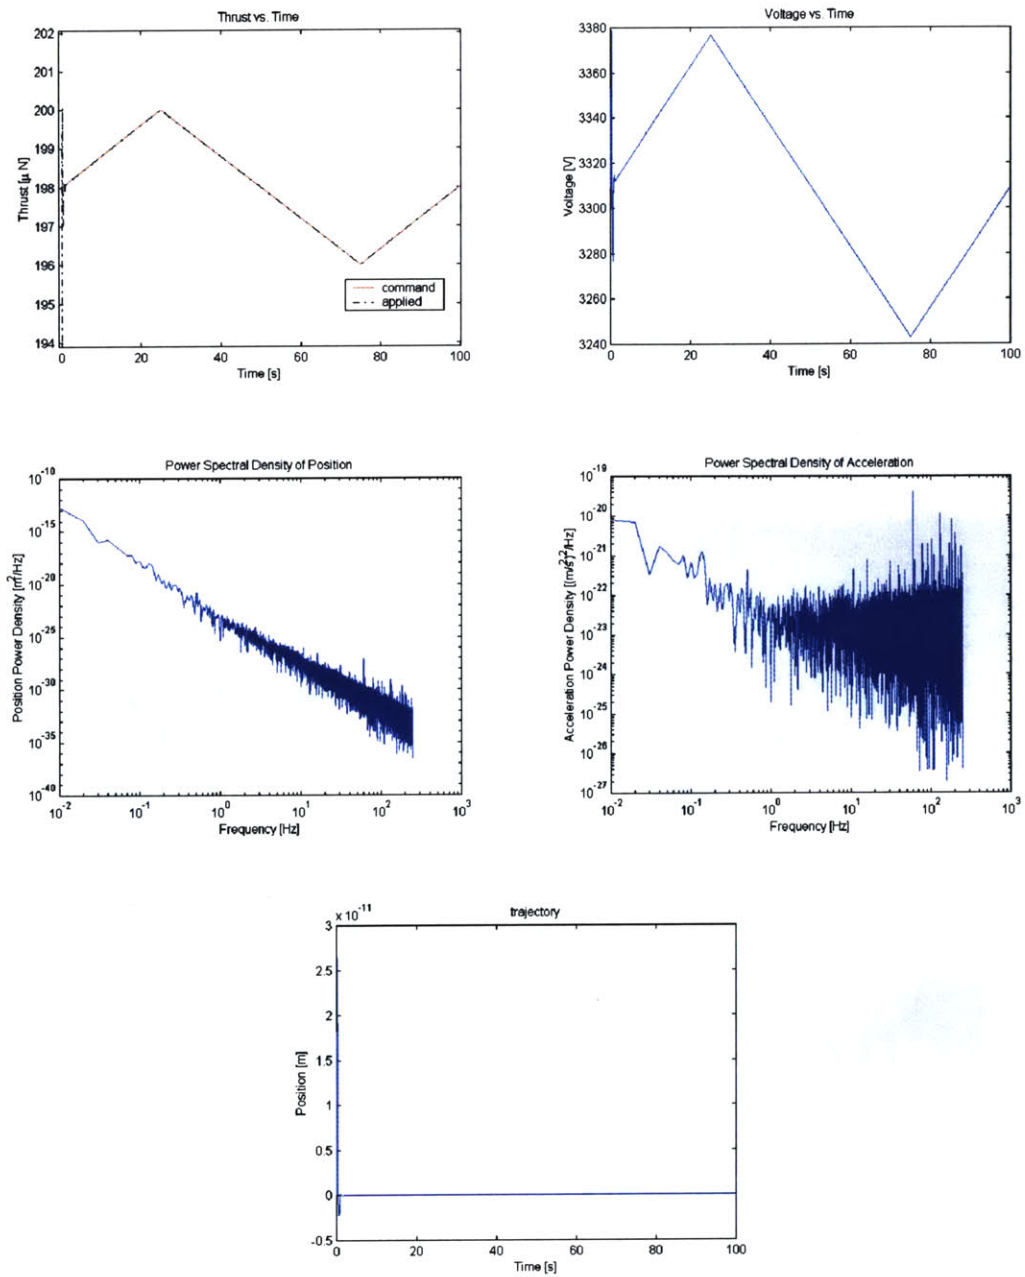 Thrust vs. Time
202
201
200
199
198
197
196
195
194
Thrust [μ N]
command
applied
0 20 40 60 80 100
Time [s]
Voltage vs. Time
3380
3360
3340
3320
3300
3280
3260
3240
Voltage [V]
0 20 40 60 80 100
Time [s]
Power Spectral Density of Position
10^-10
10^-15
10^-20
10^-25
10^-30
10^-35
10^-40
Position Power Density [m^2/Hz]
10^-2 10^-1 10^0 10^1 10^2 10^3
Frequency [Hz]
Power Spectral Density of Acceleration
10^-19
10^-20
10^-21
10^-22
10^-23
10^-24
10^-25
10^-26
10^-27
Acceleration Power Density [(m/s^2)^2/Hz]
10^-2 10^-1 10^0 10^1 10^2 10^3
Frequency [Hz]
trajectory
x 10^-11
3
2.5
2
1.5
1
0.5
0
-0.5
Position [m]
0 20 40 60 80 100
Time [s]